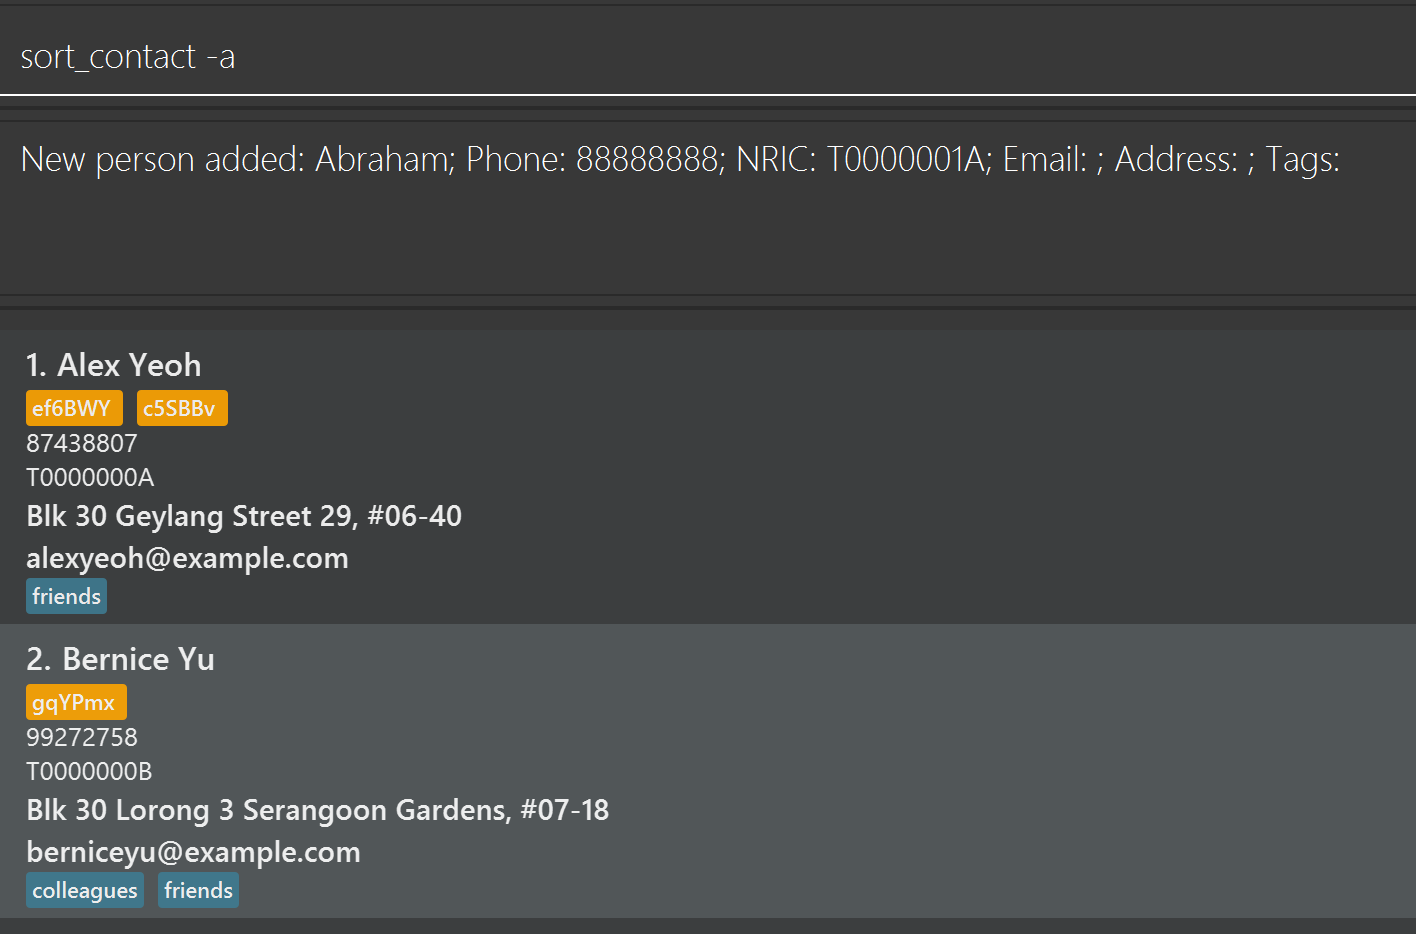 sort_contact -a
New person added: Abraham; Phone: 88888888; NRIC: T0000001A; Email: ; Address: ; Tags:
1. Alex Yeoh
ef6BWY c5SBBv
87438807
T0000000A
Blk 30 Geylang Street 29, #06-40
alexyeoh@example.com
friends
2. Bernice Yu
gqYPmx
99272758
T0000000B
Blk 30 Lorong 3 Serangoon Gardens, #07-18
berniceyu@example.com
colleagues friends